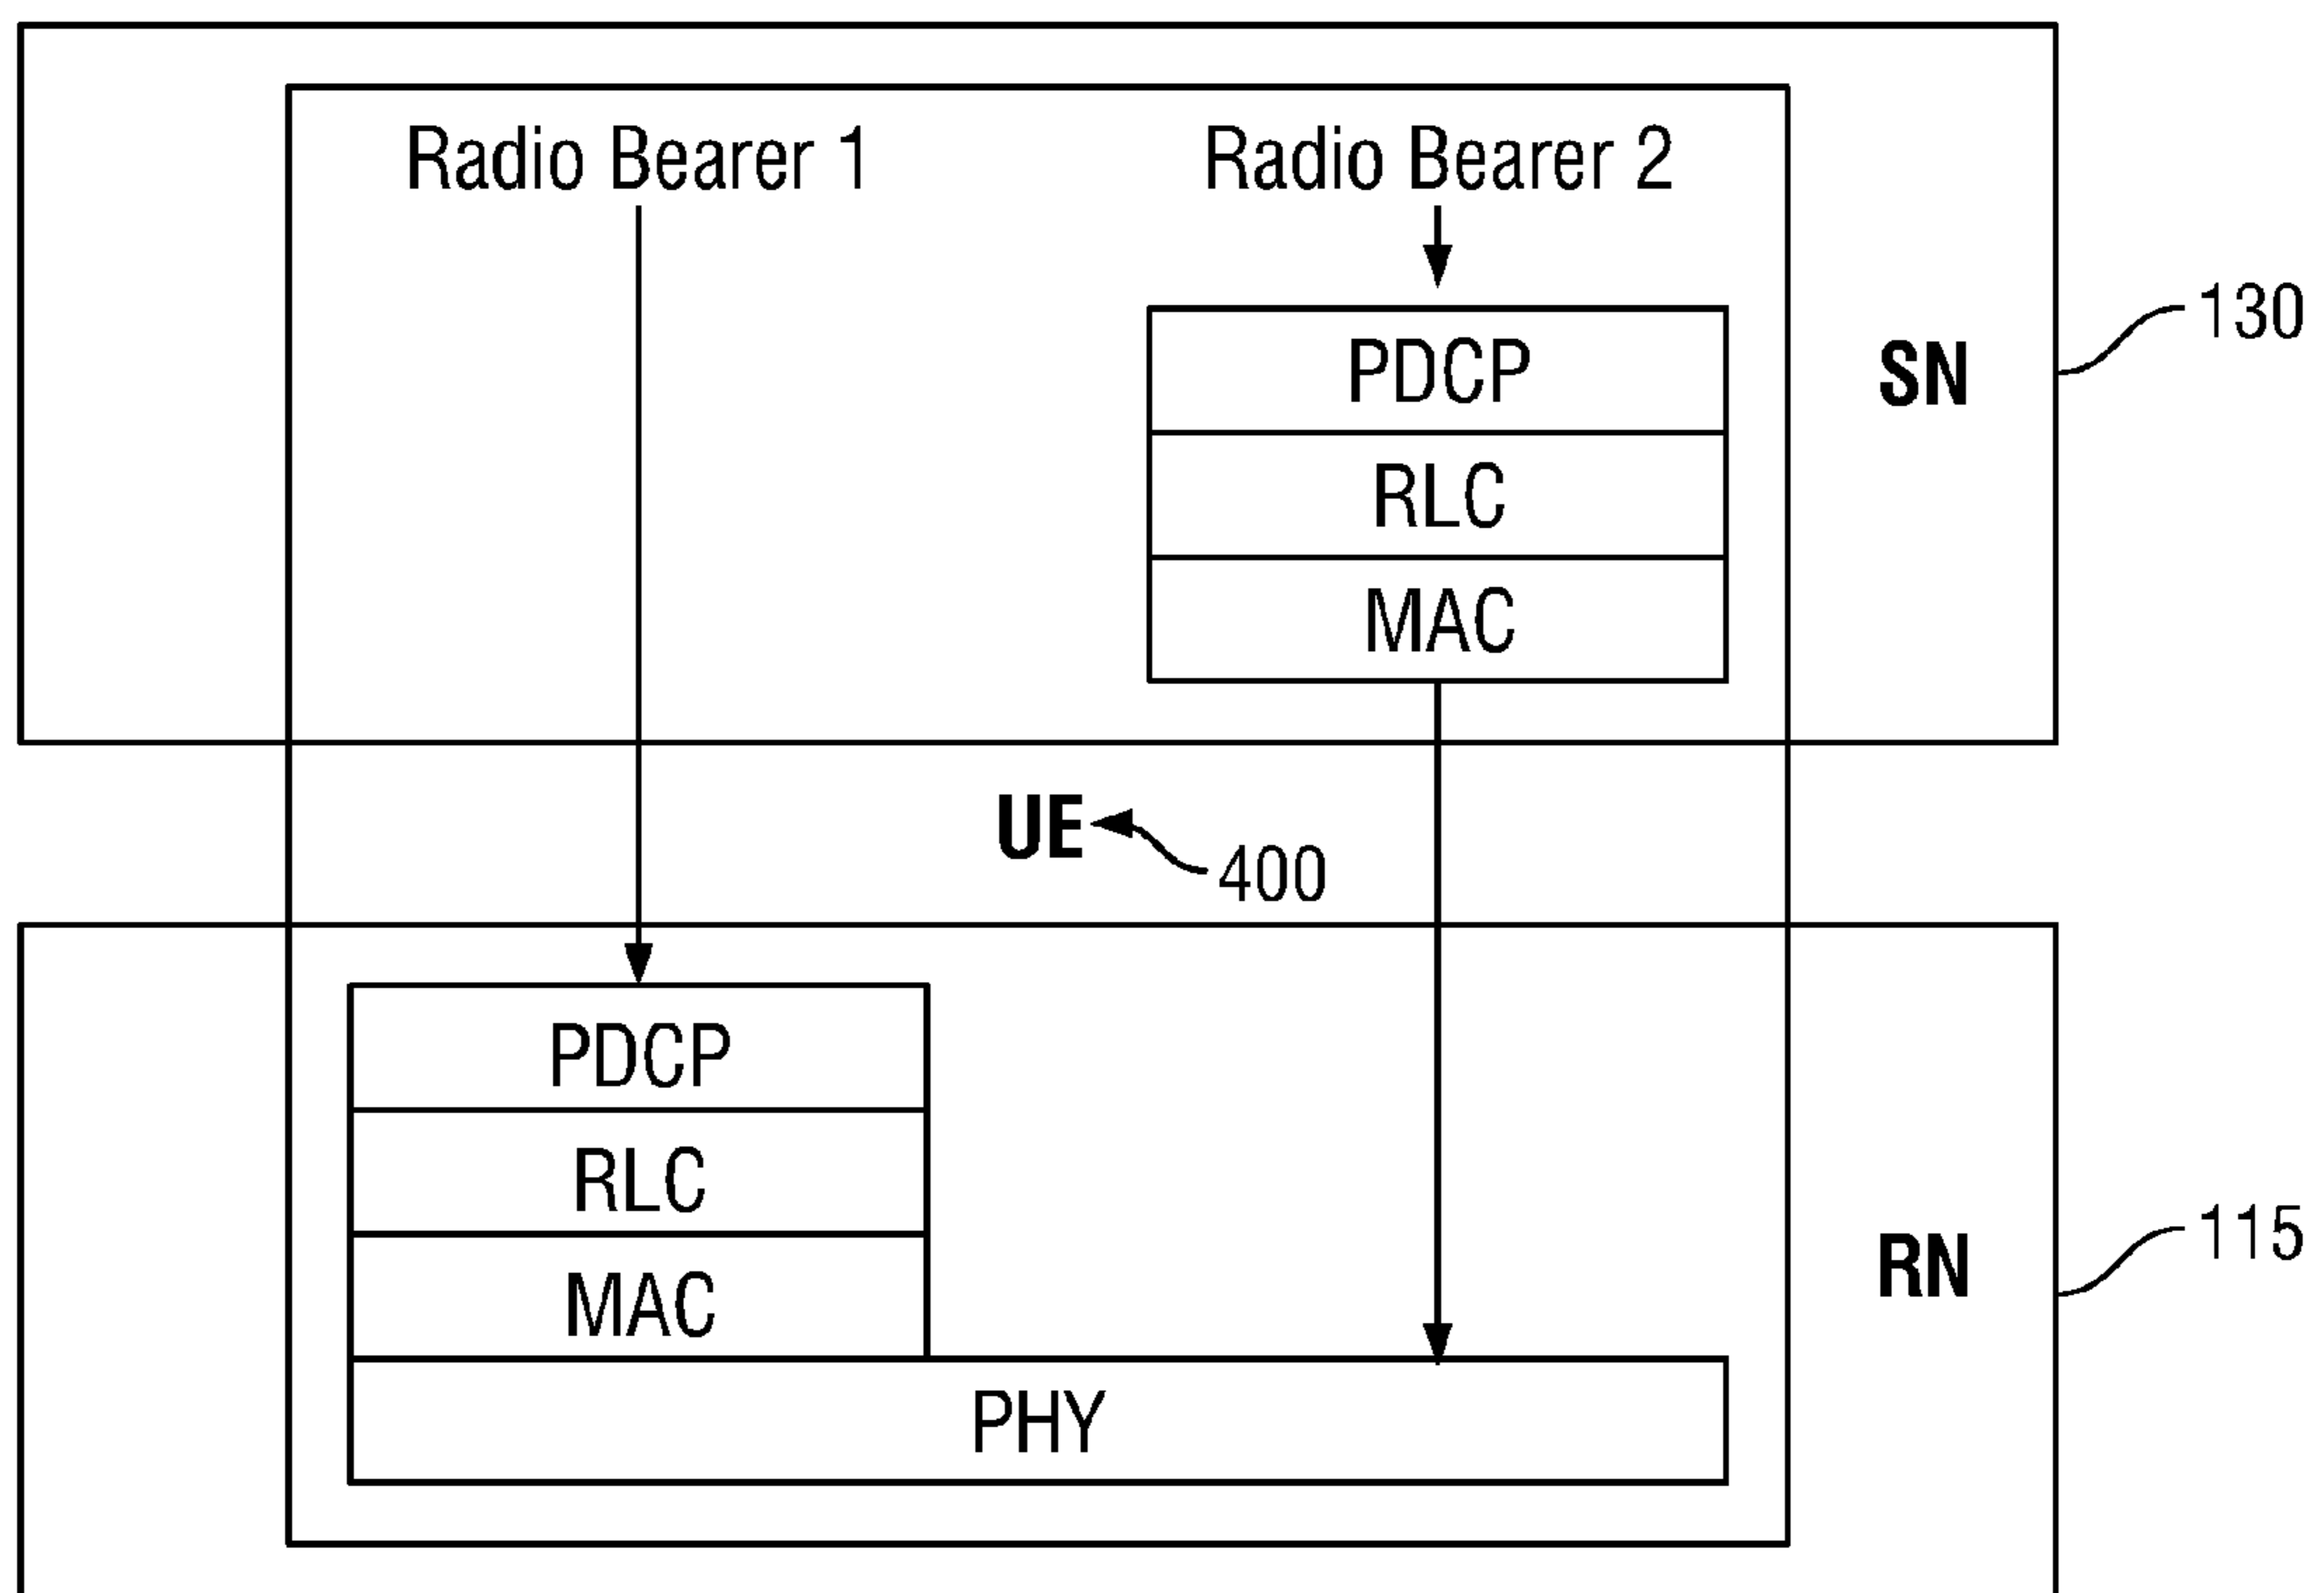 Radio Bearer 1
Radio Bearer 2
PDCP
RLC
MAC
SN
130
UE
400
PDCP
RLC
MAC
PHY
RN
115